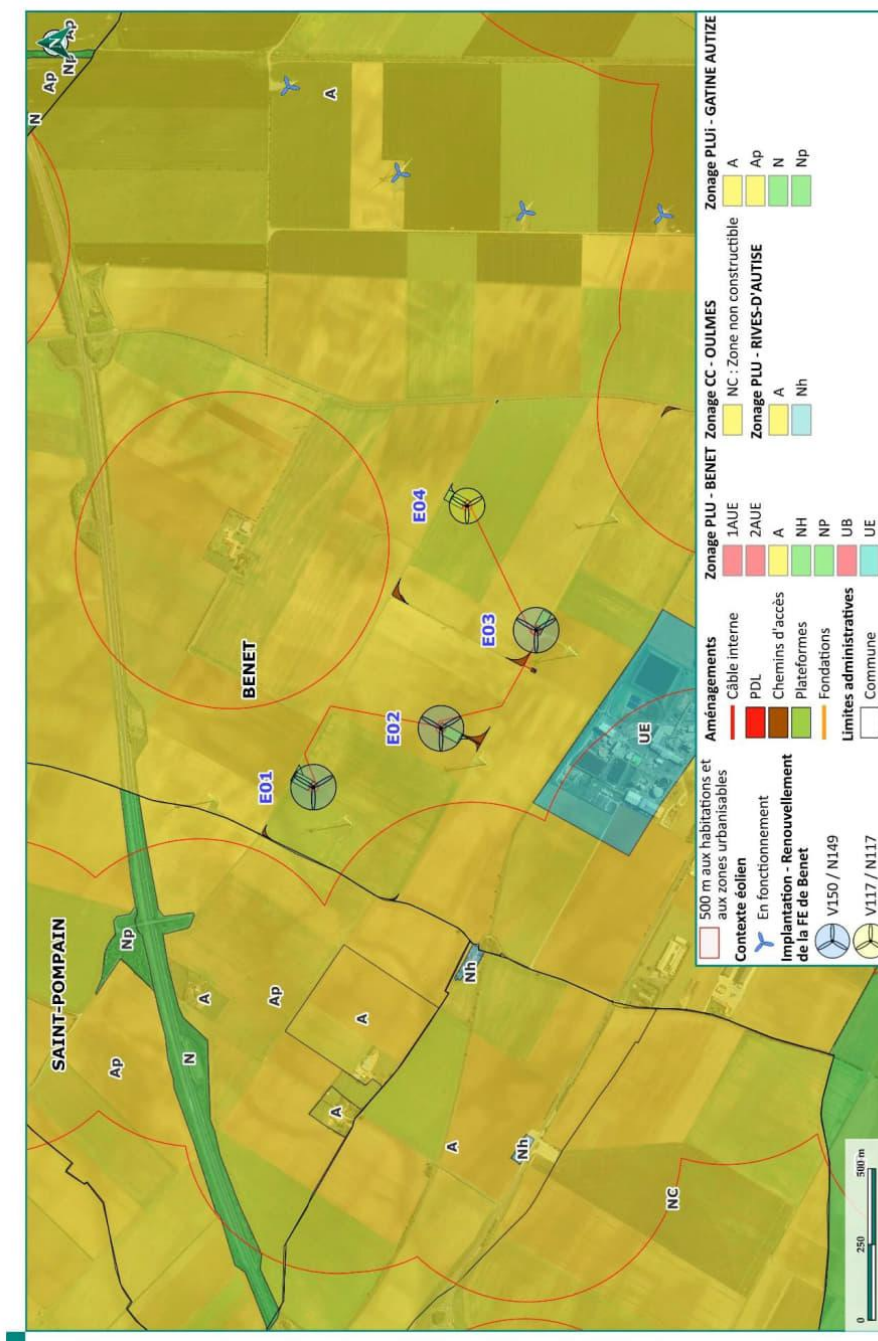 SAINT-POMPAIN
BENET
N
Ap
Np
Ap
N
Np
Ap
N
Ap
A
A
A
A
Nh
Nh
NC
UE
A
E01
E02
E03
E04
0
250
500 m
500 m aux habitations et
aux zones urbanisables
Contexte éolien
En fonctionnement
Implantation - Renouvellement
de la FE de Benet
V150 / N149
V117 / N117
Aménagements
Câble interne
PDL
Chemins d'accès
Plateformes
Fondations
Limites administratives
Commune
Zonage PLU - BENET
1AUE
2AUE
A
NH
NP
UB
UE
Zonage CC - OULMES
NC : Zone non constructible
Zonage PLU - RIVES-D'AUTISE
A
Nh
Zonage PLUi - GATINE AUTIZE
A
Ap
N
Np